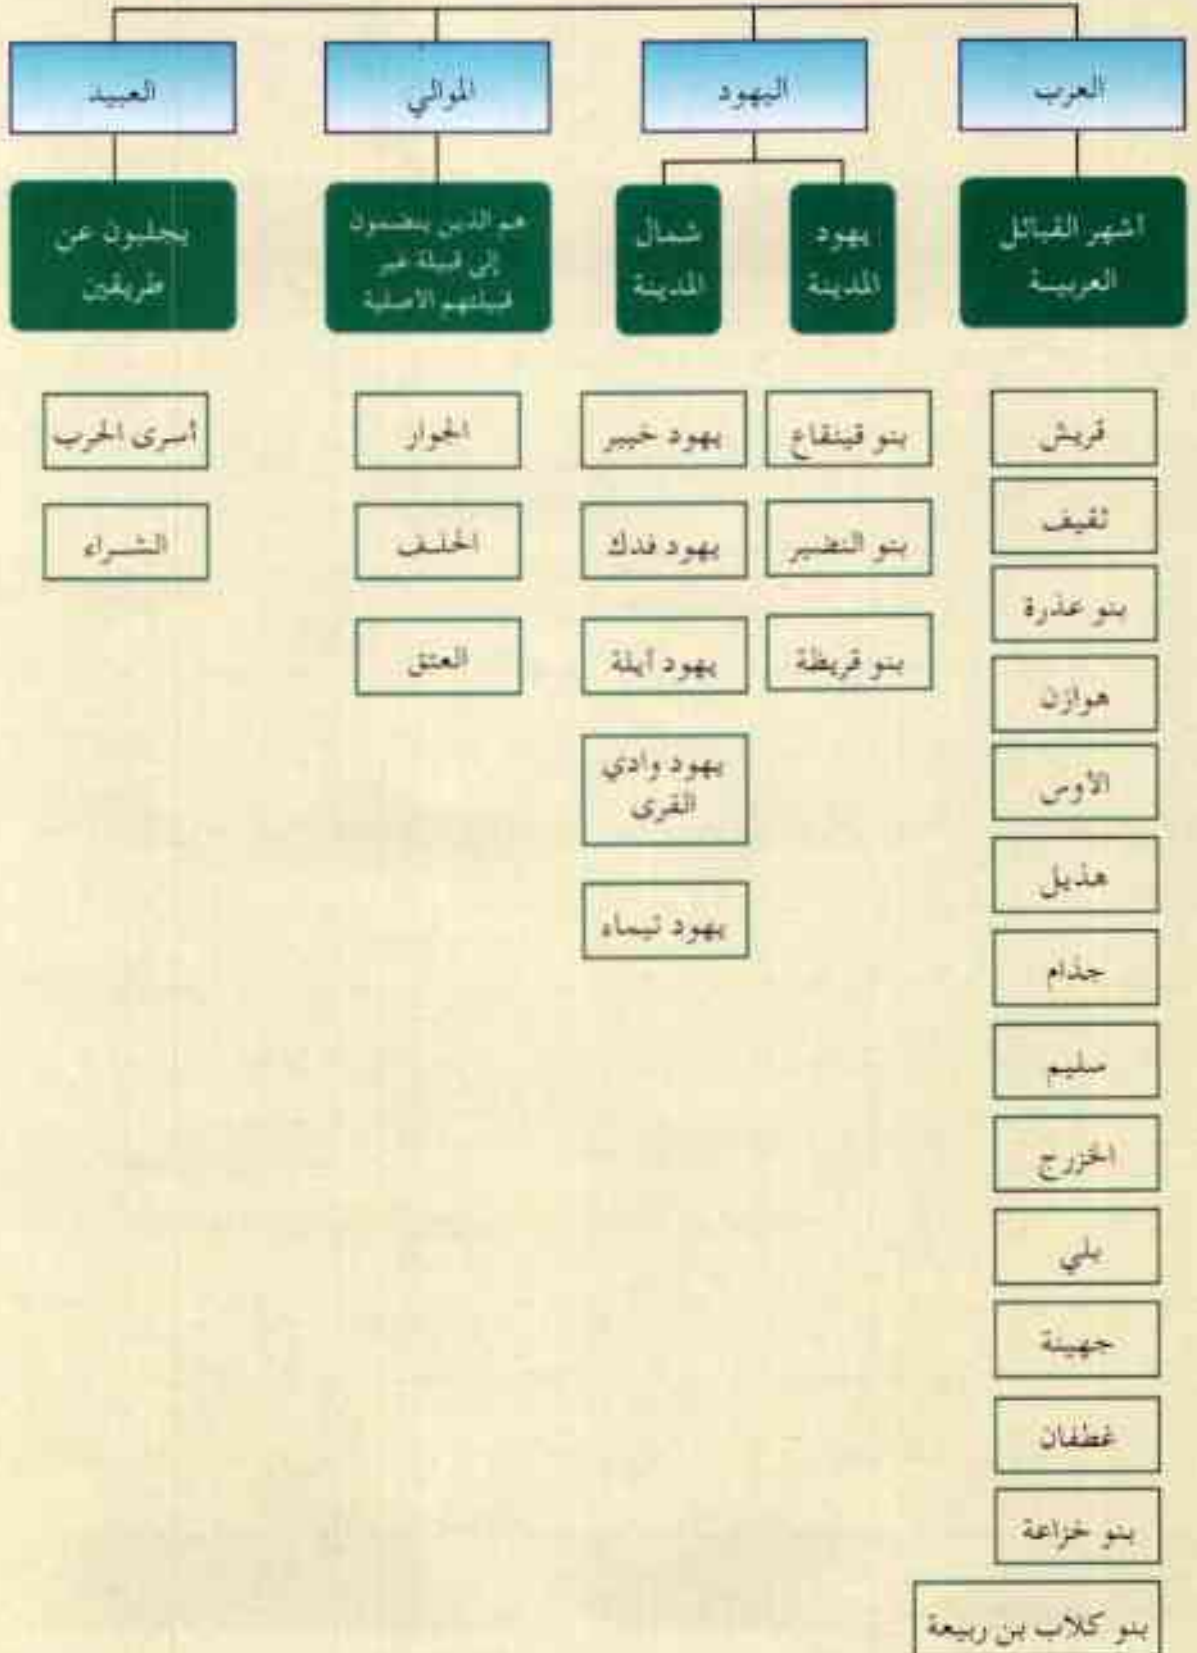 العرب
اليهود
الموالي
العبيد
أشهر القبائل
العربية
يهود
المدينة
شمال
المدينة
هم الذين ينضمون
إلى قبيلة غير
قبيلتهم الأصلية
يجلبون عن
طريقين
قريش
ثقيف
بنو عذرة
هوازن
الأوس
هذيل
جذام
سليم
الخزرج
بلي
جهينة
غطفان
بنو خزاعة
بنو كلاب بن ربيعة
بنو قينقاع
بنو النضير
بنو قريظة
يهود خيبر
يهود فدك
يهود أيلة
يهود وادي
القرى
يهود تيماء
الجوار
الحلف
العتق
أسرى الحرب
الشراء